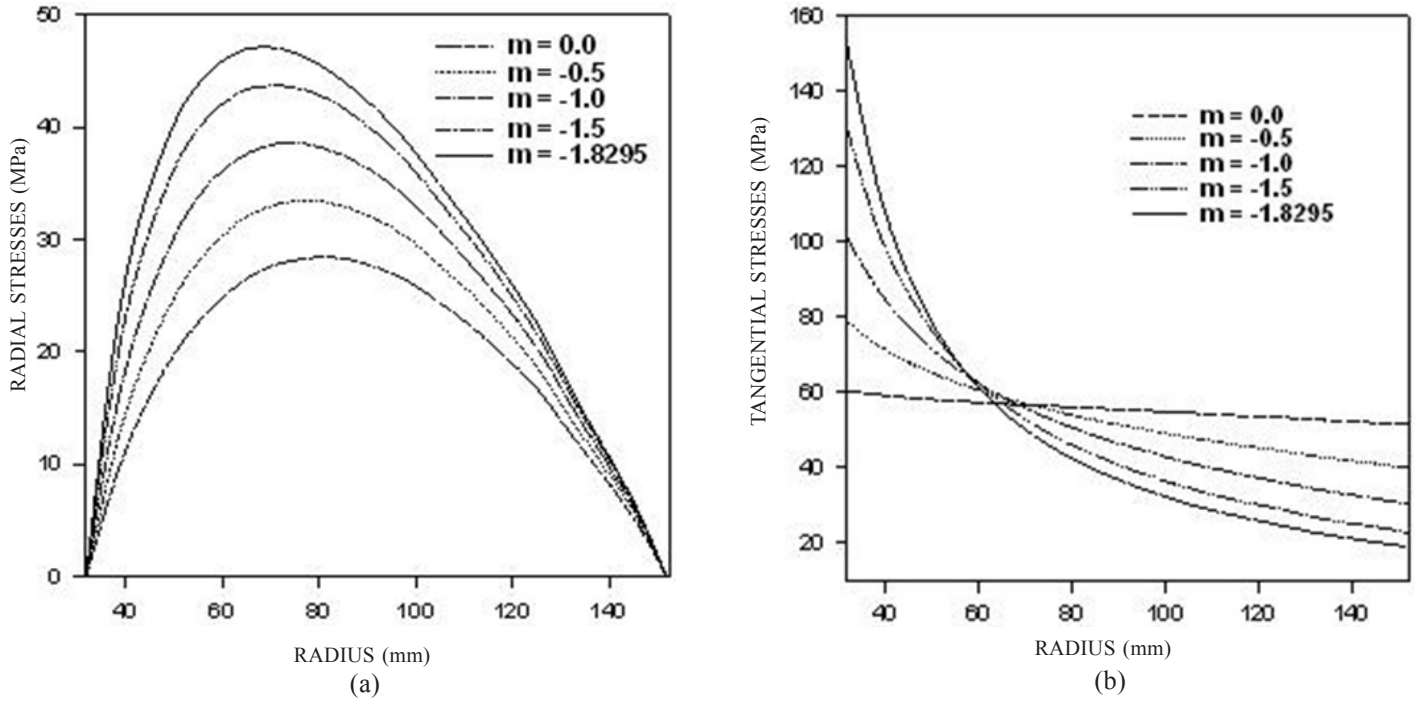 50
40
30
20
10
0
RADIAL STRESSES (MPa)
m = 0.0
m = -0.5
m = -1.0
m = -1.5
m = -1.8295
40 60 80 100 120 140
RADIUS (mm)
(a)
160
140
120
100
80
60
40
20
TANGENTIAL STRESSES (MPa)
m = 0.0
m = -0.5
m = -1.0
m = -1.5
m = -1.8295
40 60 80 100 120 140
RADIUS (mm)
(b)